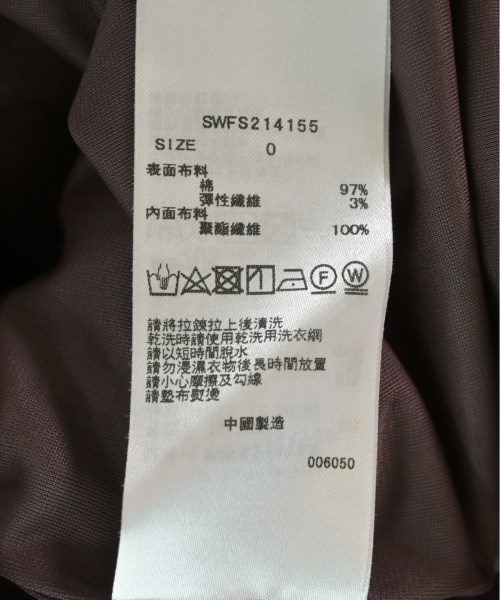 SWFS214155
SIZE 0
表面布料
棉 97%
彈性纖維 3%
內面布料
聚酯纖維 100%
F W
請將拉鍊拉上後清洗
乾洗時請使用乾洗用洗衣網
請以短時間脫水
請勿浸濕衣物後長時間放置
請小心摩擦及勾線
請墊布熨燙
中國製造
006050